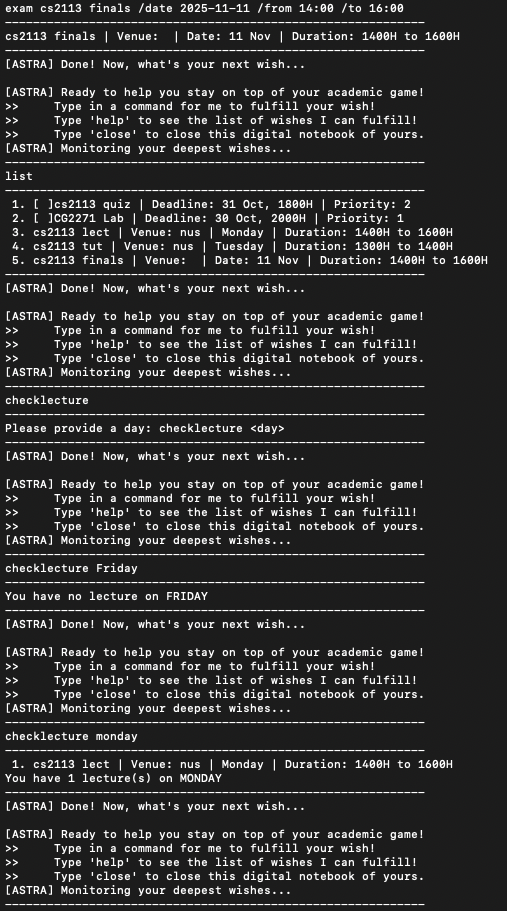 exam cs2113 finals /date 2025-11-11 /from 14:00 /to 16:00
────────────────────────────────────────────────────────────
cs2113 finals | Venue:  | Date: 11 Nov | Duration: 1400H to 1600H
────────────────────────────────────────────────────────────
[ASTRA] Done! Now, what's your next wish...

[ASTRA] Ready to help you stay on top of your academic game!
>>     Type in a command for me to fulfill your wish!
>>     Type 'help' to see the list of wishes I can fulfill!
>>     Type 'close' to close this digital notebook of yours.
[ASTRA] Monitoring your deepest wishes...
────────────────────────────────────────────────────────────
list
────────────────────────────────────────────────────────────
 1. [ ]cs2113 quiz | Deadline: 31 Oct, 1800H | Priority: 2
 2. [ ]CG2271 Lab | Deadline: 30 Oct, 2000H | Priority: 1
 3. cs2113 lect | Venue: nus | Monday | Duration: 1400H to 1600H
 4. cs2113 tut | Venue: nus | Tuesday | Duration: 1300H to 1400H
 5. cs2113 finals | Venue:  | Date: 11 Nov | Duration: 1400H to 1600H
────────────────────────────────────────────────────────────
[ASTRA] Done! Now, what's your next wish...

[ASTRA] Ready to help you stay on top of your academic game!
>>     Type in a command for me to fulfill your wish!
>>     Type 'help' to see the list of wishes I can fulfill!
>>     Type 'close' to close this digital notebook of yours.
[ASTRA] Monitoring your deepest wishes...
────────────────────────────────────────────────────────────
checklecture
────────────────────────────────────────────────────────────
Please provide a day: checklecture <day>
────────────────────────────────────────────────────────────
[ASTRA] Done! Now, what's your next wish...

[ASTRA] Ready to help you stay on top of your academic game!
>>     Type in a command for me to fulfill your wish!
>>     Type 'help' to see the list of wishes I can fulfill!
>>     Type 'close' to close this digital notebook of yours.
[ASTRA] Monitoring your deepest wishes...
────────────────────────────────────────────────────────────
checklecture Friday
────────────────────────────────────────────────────────────
You have no lecture on FRIDAY
────────────────────────────────────────────────────────────
[ASTRA] Done! Now, what's your next wish...

[ASTRA] Ready to help you stay on top of your academic game!
>>     Type in a command for me to fulfill your wish!
>>     Type 'help' to see the list of wishes I can fulfill!
>>     Type 'close' to close this digital notebook of yours.
[ASTRA] Monitoring your deepest wishes...
────────────────────────────────────────────────────────────
checklecture monday
────────────────────────────────────────────────────────────
 1. cs2113 lect | Venue: nus | Monday | Duration: 1400H to 1600H
You have 1 lecture(s) on MONDAY
────────────────────────────────────────────────────────────
[ASTRA] Done! Now, what's your next wish...

[ASTRA] Ready to help you stay on top of your academic game!
>>     Type in a command for me to fulfill your wish!
>>     Type 'help' to see the list of wishes I can fulfill!
>>     Type 'close' to close this digital notebook of yours.
[ASTRA] Monitoring your deepest wishes...
────────────────────────────────────────────────────────────